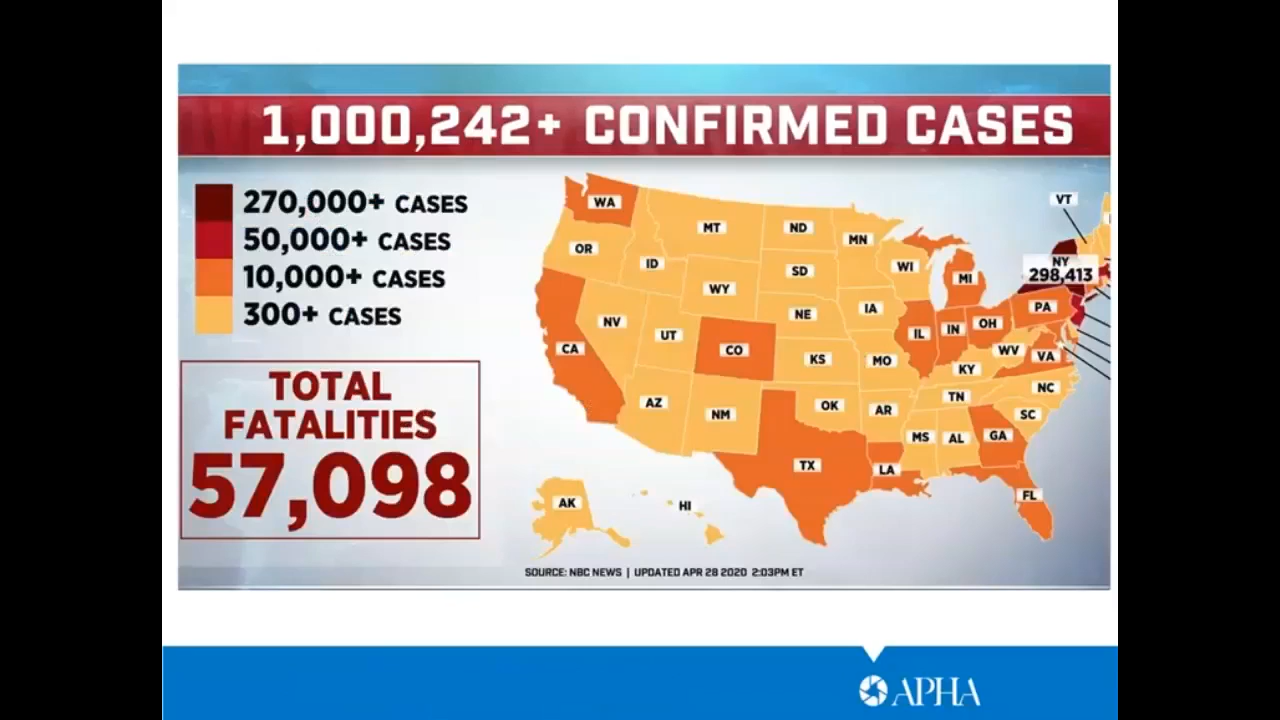 1,000,242+ CONFIRMED CASES
270,000+ CASES
50,000+ CASES
10,000+ CASES
300+ CASES
TOTAL
FATALITIES
57,098
WA
OR
CA
NV
ID
MT
WY
UT
AZ
CO
NM
ND
SD
NE
KS
OK
TX
MN
IA
MO
AR
LA
WI
IL
MI
IN
OH
KY
TN
MS
AL
GA
FL
SC
NC
VA
WV
PA
NY
298,413
VT
AK
HI
SOURCE: NBC NEWS | UPDATED APR 28 2020 2:03PM ET
APHA